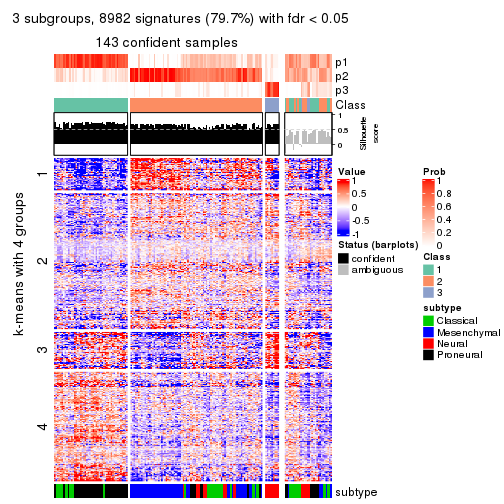 3 subgroups, 8982 signatures (79.7%) with fdr < 0.05
143 confident samples
p1
p2
p3
Class
1
0.5
0
Silhouette
score
k-means with 4 groups
1
2
3
4
subtype
Value
1
0.5
0
-0.5
-1
Status (barplots)
confident
ambiguous
Prob
1
0.8
0.6
0.4
0.2
0
Class
1
2
3
subtype
Classical
Mesenchymal
Neural
Proneural